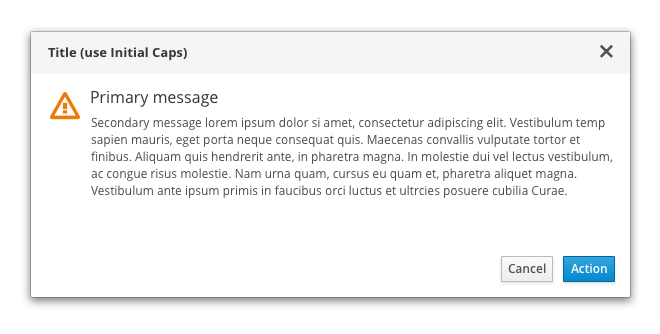 Title (use Initial Caps)
Primary message
Secondary message lorem ipsum dolor si amet, consectetur adipiscing elit. Vestibulum temp
sapien mauris, eget porta neque consequat quis. Maecenas convallis vulputate tortor et
finibus. Aliquam quis hendrerit ante, in pharetra magna. In molestie dui vel lectus vestibulum,
ac congue risus molestie. Nam urna quam, cursus eu quam et, pharetra aliquet magna.
Vestibulum ante ipsum primis in faucibus orci luctus et ultrcies posuere cubilia Curae.
Cancel Action